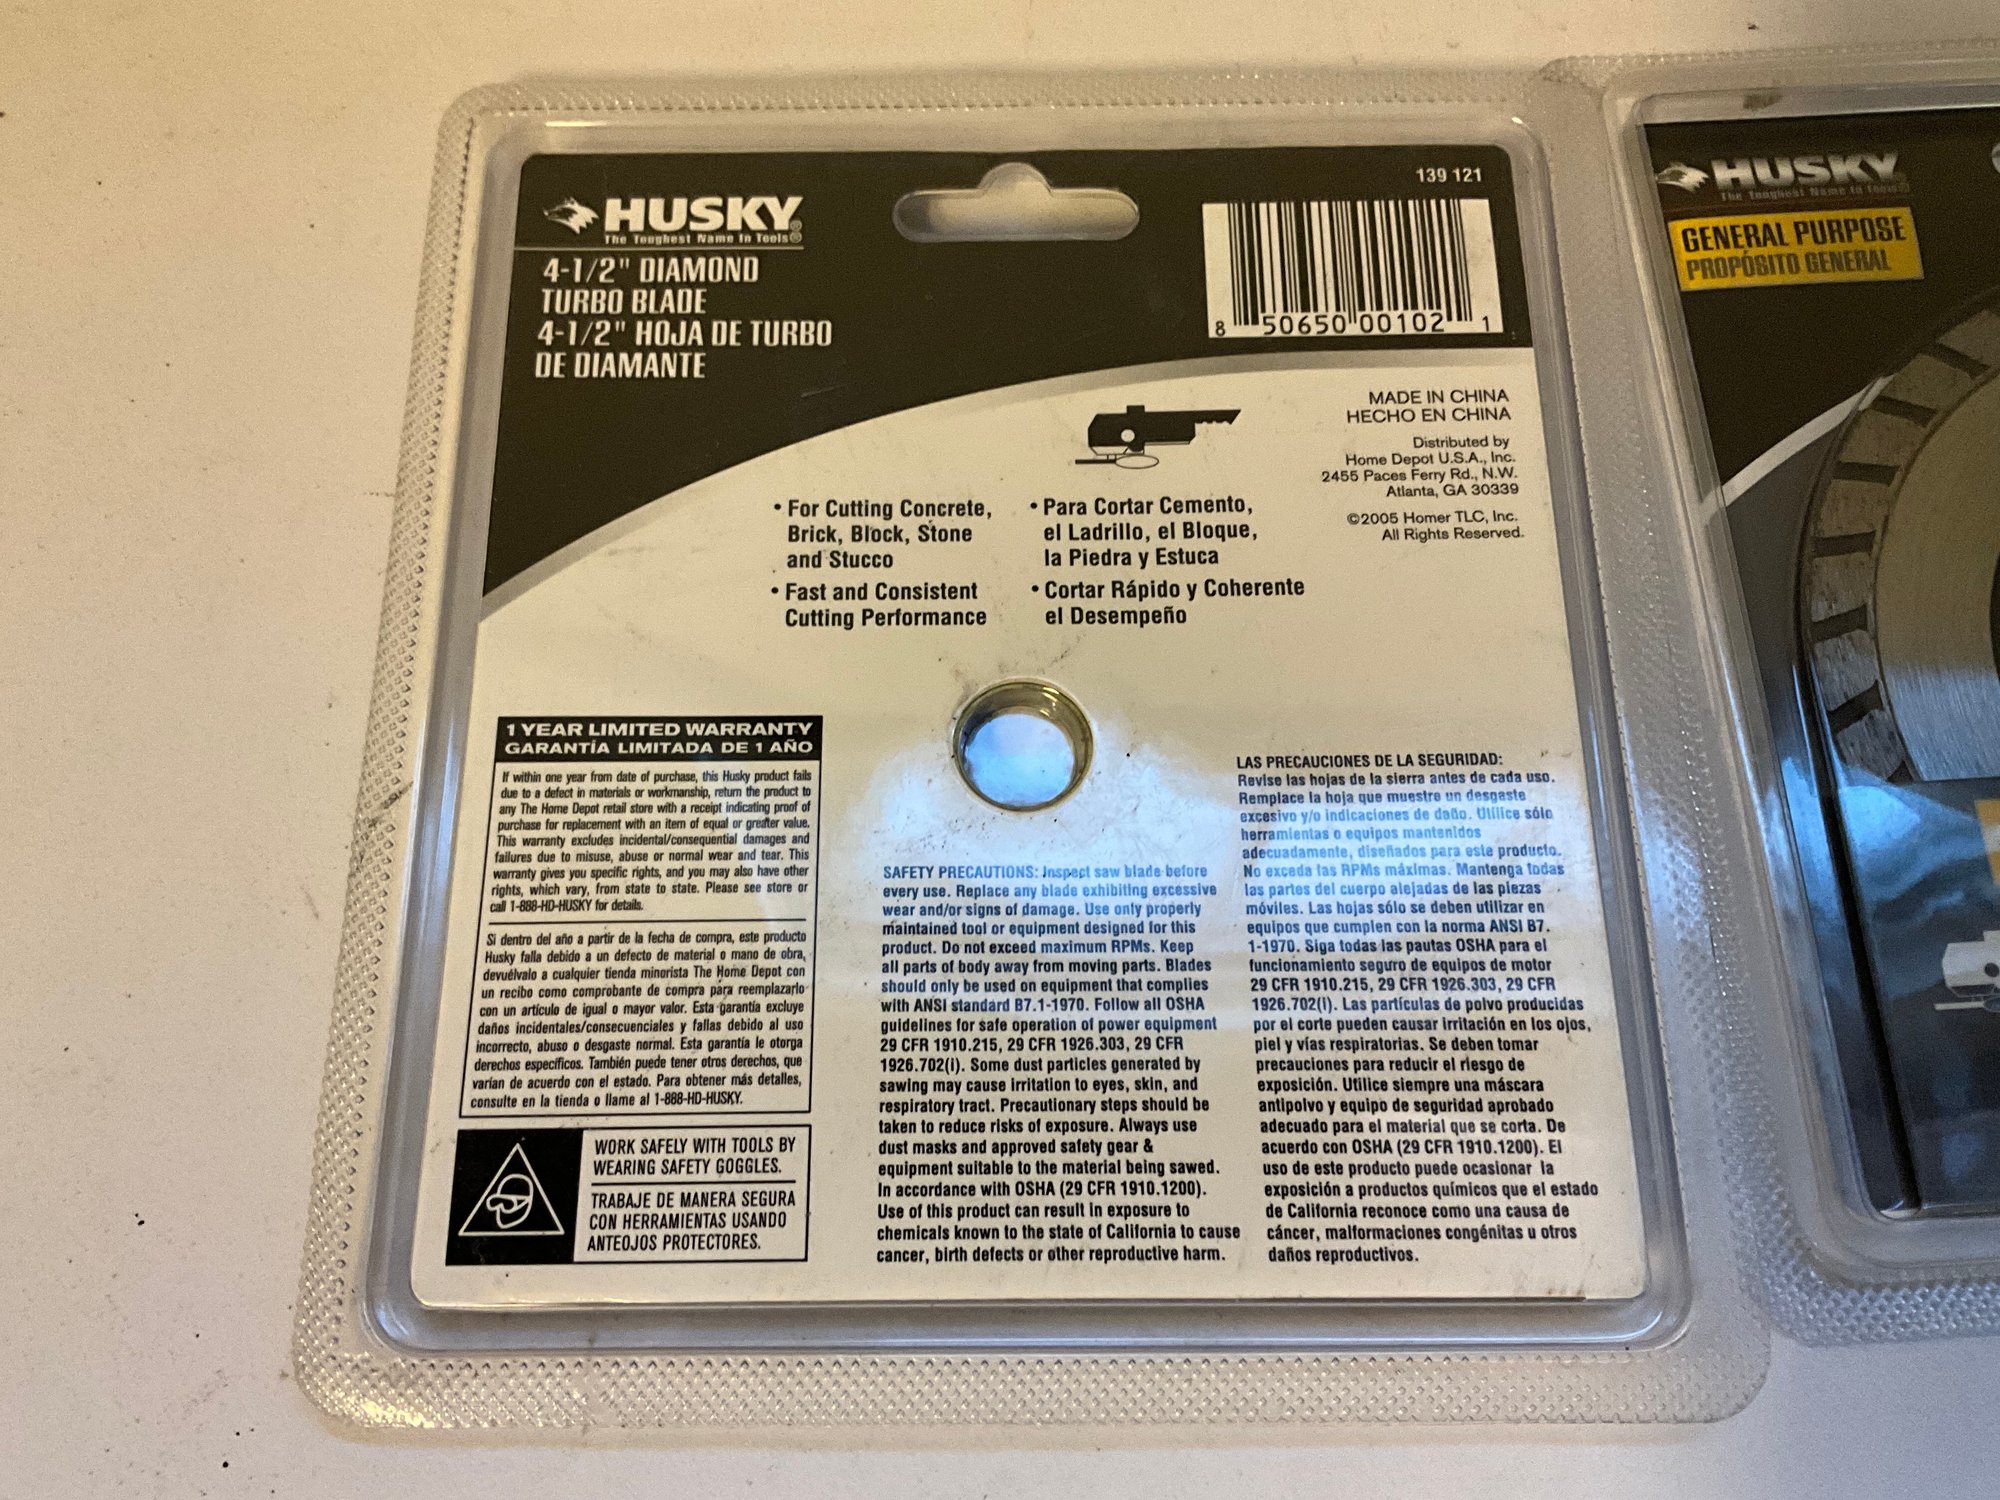 HUSKY®
The Toughest Name In Tools®
4-1/2" DIAMOND
TURBO BLADE
4-1/2" HOJA DE TURBO
DE DIAMANTE
139 121
8 50650 00102 1
MADE IN CHINA
HECHO EN CHINA
Distributed by
Home Depot U.S.A., Inc.
2455 Paces Ferry Rd., N.W.
Atlanta, GA 30339
©2005 Homer TLC, Inc.
All Rights Reserved.
• For Cutting Concrete,
Brick, Block, Stone
and Stucco
• Fast and Consistent
Cutting Performance
• Para Cortar Cemento,
el Ladrillo, el Bloque,
la Piedra y Estuca
• Cortar Rápido y Coherente
el Desempeño
1 YEAR LIMITED WARRANTY
GARANTÍA LIMITADA DE 1 AÑO
If within one year from date of purchase, this Husky product fails
due to a defect in materials or workmanship, return the product to
any The Home Depot retail store with a receipt indicating proof of
purchase for replacement with an item of equal or greater value.
This warranty excludes incidental/consequential damages and
failures due to misuse, abuse or normal wear and tear. This
warranty gives you specific rights, and you may also have other
rights, which vary, from state to state. Please see store or
call 1-888-HD-HUSKY for details.
Si dentro del año a partir de la fecha de compra, este producto
Husky falla debido a un defecto de material o mano de obra,
devuélvalo a cualquier tienda minorista The Home Depot con
un recibo como comprobante de compra para reemplazarlo
con un artículo de igual o mayor valor. Esta garantía excluye
daños incidentales/consecuenciales y fallas debido al uso
incorrecto, abuso o desgaste normal. Esta garantía le otorga
derechos específicos. También puede tener otros derechos, que
varían de acuerdo con el estado. Para obtener más detalles,
consulte en la tienda o llame al 1-888-HD-HUSKY.
WORK SAFELY WITH TOOLS BY
WEARING SAFETY GOGGLES.
TRABAJE DE MANERA SEGURA
CON HERRAMIENTAS USANDO
ANTEOJOS PROTECTORES.
SAFETY PRECAUTIONS: Inspect saw blade before
every use. Replace any blade exhibiting excessive
wear and/or signs of damage. Use only properly
maintained tool or equipment designed for this
product. Do not exceed maximum RPMs. Keep
all parts of body away from moving parts. Blades
should only be used on equipment that complies
with ANSI standard B7.1-1970. Follow all OSHA
guidelines for safe operation of power equipment
29 CFR 1910.215, 29 CFR 1926.303, 29 CFR
1926.702(i). Some dust particles generated by
sawing may cause irritation to eyes, skin, and
respiratory tract. Precautionary steps should be
taken to reduce risks of exposure. Always use
dust masks and approved safety gear &
equipment suitable to the material being sawed.
In accordance with OSHA (29 CFR 1910.1200).
Use of this product can result in exposure to
chemicals known to the state of California to cause
cancer, birth defects or other reproductive harm.
LAS PRECAUCIONES DE LA SEGURIDAD:
Revise las hojas de la sierra antes de cada uso.
Remplace la hoja que muestre un desgaste
excesivo y/o indicaciones de daño. Utilice sólo
herramientas o equipos mantenidos
adecuadamente, diseñados para este producto.
No exceda las RPMs máximas. Mantenga todas
las partes del cuerpo alejadas de las piezas
móviles. Las hojas sólo se deben utilizar en
equipos que cumplen con la norma ANSI B7.
1-1970. Siga todas las pautas OSHA para el
funcionamiento seguro de equipos de motor
29 CFR 1910.215, 29 CFR 1926.303, 29 CFR
1926.702(i). Las partículas de polvo producidas
por el corte pueden causar irritación en los ojos,
piel y vías respiratorias. Se deben tomar
precauciones para reducir el riesgo de
exposición. Utilice siempre una máscara
antipolvo y equipo de seguridad aprobado
adecuado para el material que se corta. De
acuerdo con OSHA (29 CFR 1910.1200). El
uso de este producto puede ocasionar la
exposición a productos químicos que el estado
de California reconoce como una causa de
cáncer, malformaciones congénitas u otros
daños reproductivos.
HUSKY
The Toughest Name In Tools®
GENERAL PURPOSE
PROPÓSITO GENERAL